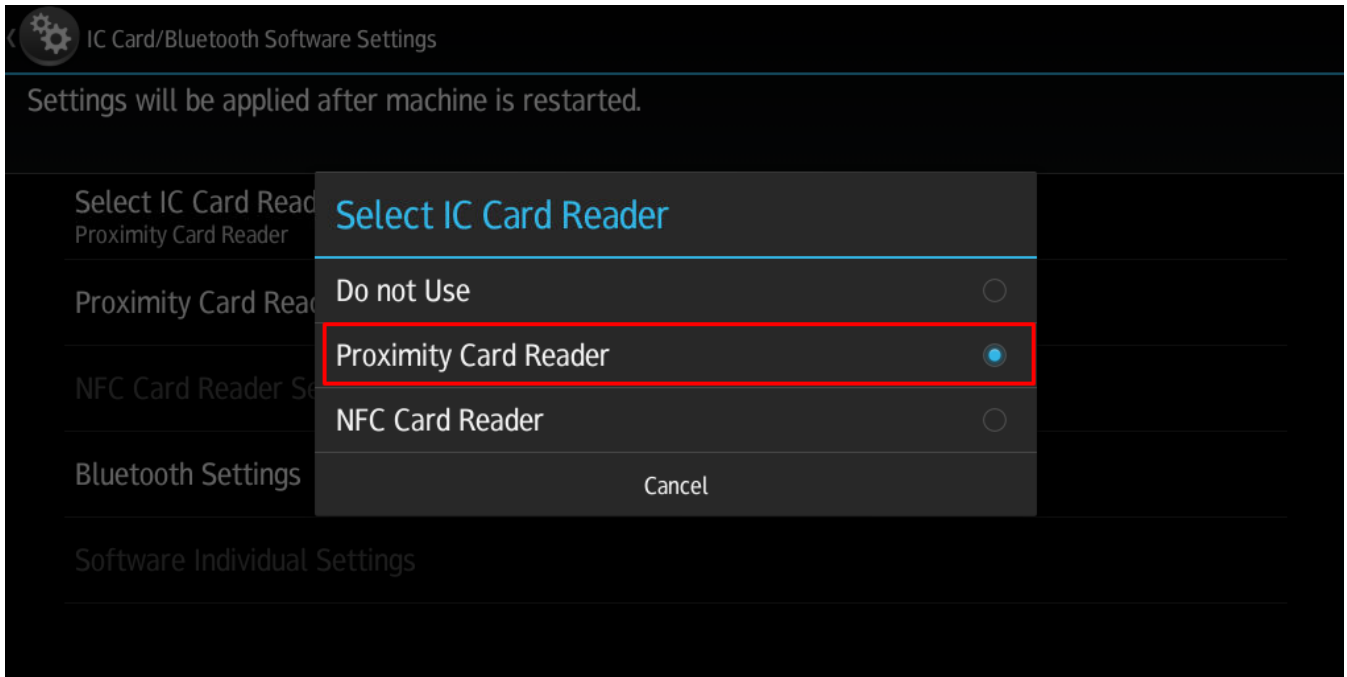 IC Card/Bluetooth Software Settings
Settings will be applied after machine is restarted.
Select IC Card Read
Proximity Card Reader
Proximity Card
NFC Card Reader
Bluetooth Settings
Software Individual Settings
Select IC Card Reader
Do not Use
Proximity Card Reader
NFC Card Reader
Cancel